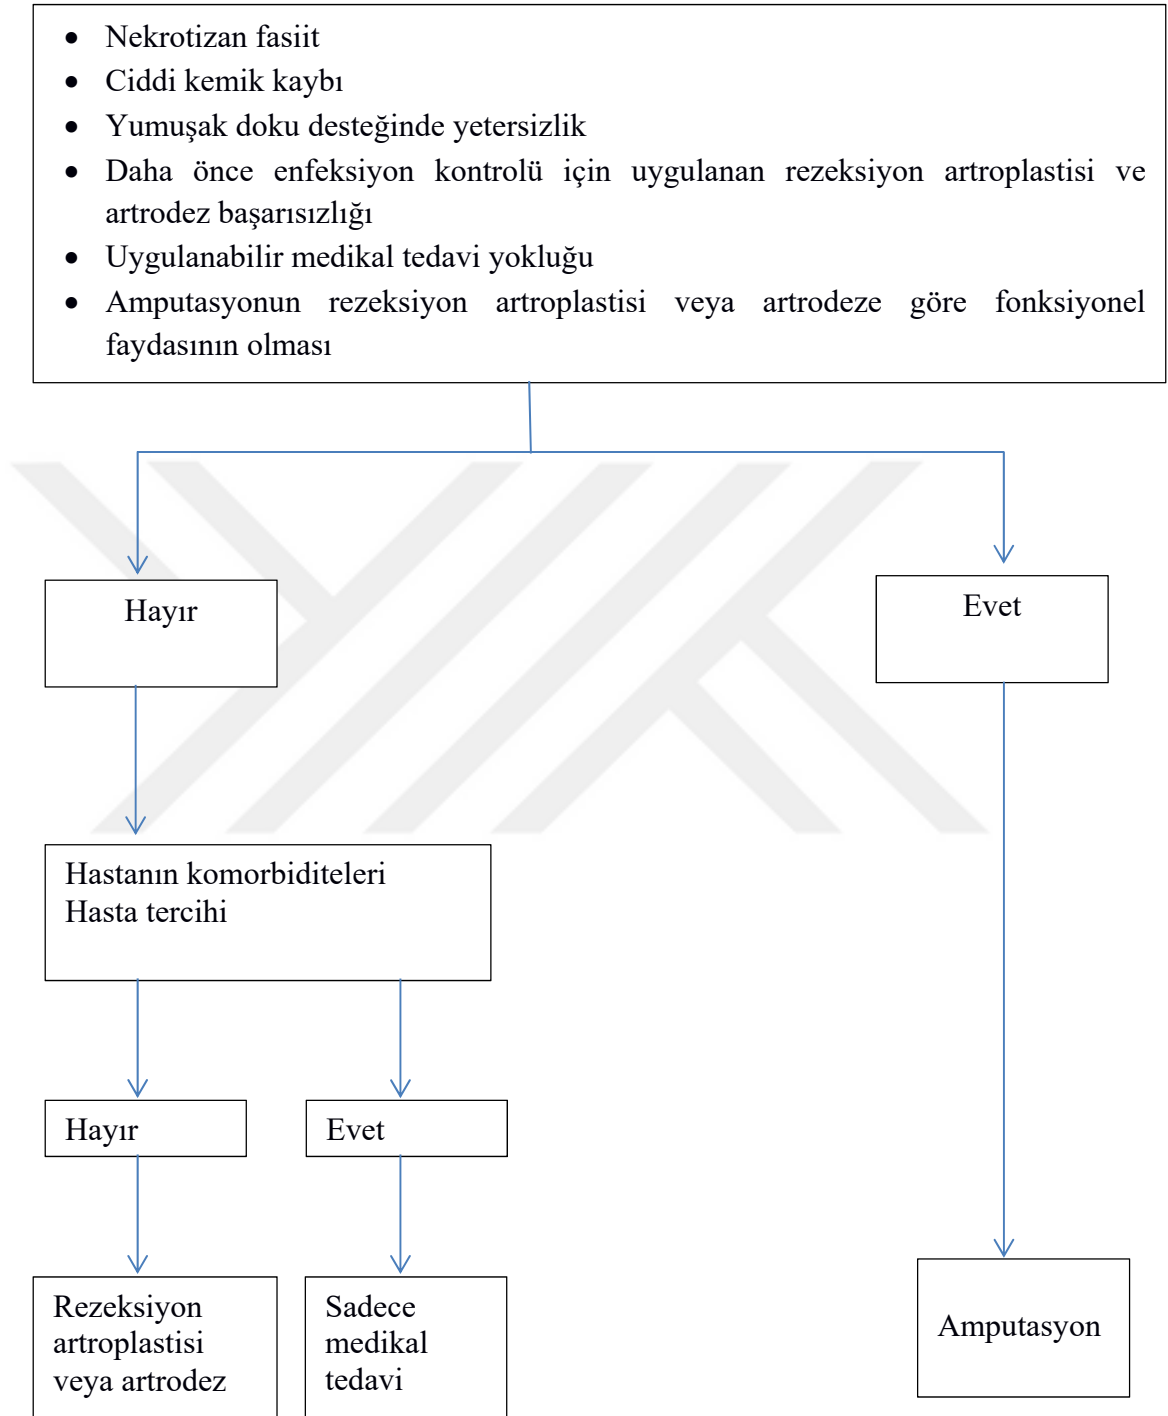 • Nekrotizan fasiit
• Ciddi kemik kaybı
• Yumuşak doku desteğinde yetersizlik
• Daha önce enfeksiyon kontrolü için uygulanan rezeksiyon artroplastisi ve
artrodez başarısızlığı
• Uygulanabilir medikal tedavi yokluğu
• Amputasyonun rezeksiyon artroplastisi veya artrodeze göre fonksiyonel
faydasının olması
Hayır
Evet
Hastanın komorbiditeleri
Hasta tercihi
Hayır
Evet
Rezeksiyon
artroplastisi
veya artrodez
Sadece
medikal
tedavi
Amputasyon